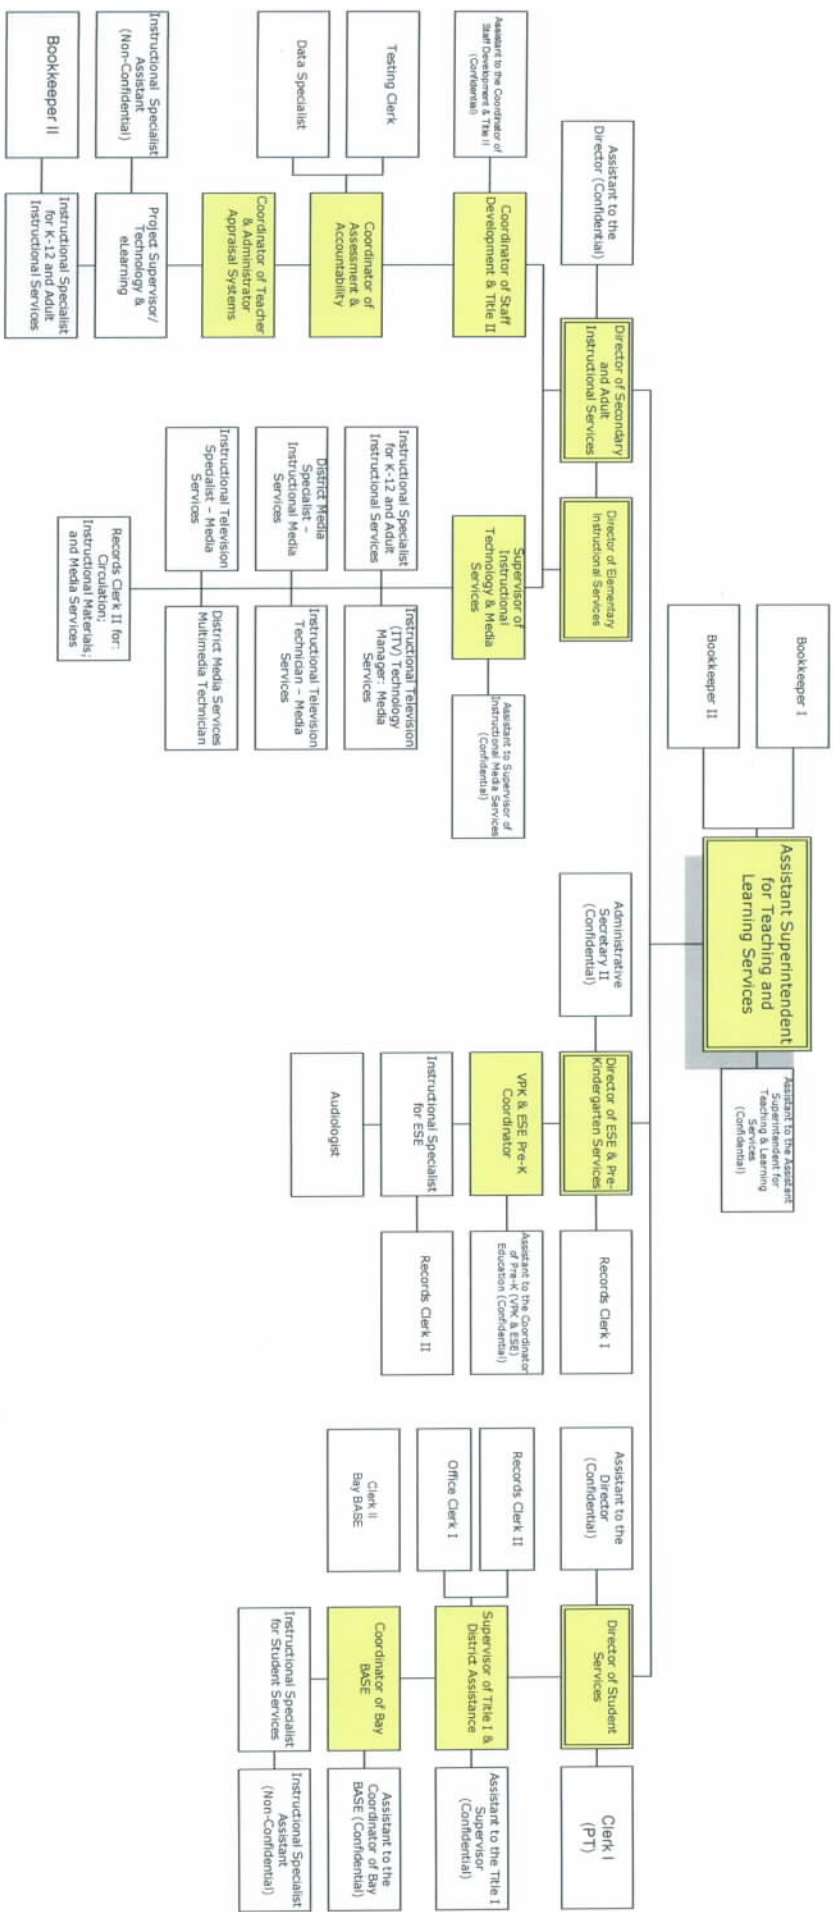 Bookkeeper I
Bookkeeper II
Assistant Superintendent
for Teaching and
Learning Services
Assistant to the Assistant
Superintendent for
Teaching & Learning
Services
(Confidential)
Assistant to the
Director (Confidential)
Director of Secondary
and Adult
Instructional Services
Director of Elementary
Instructional Services
Administrative
Secretary II
(Confidential)
Director of ESE & Pre-
Kindergarten Services
Records Clerk I
Assistant to the
Director
(Confidential)
Director of Student
Services
Clerk I
(PT)
Assistant to the Coordinator of
Staff Development & Title II
(Confidential)
Coordinator of Staff
Development & Title II
Supervisor of
Instructional
Technology & Media
Services
Assistant to Supervisor of
Instructional Media Services
(Confidential)
VPK & ESE Pre-K
Coordinator
Assistant to the Coordinator
of Pre-K (VPK & ESE)
Education (Confidential)
Records Clerk II
Office Clerk I
Supervisor of Title I &
District Assistance
Assistant to the Title I
Supervisor
(Confidential)
Testing Clerk
Data Specialist
Coordinator of
Assessment &
Accountability
Instructional Specialist
for K-12 and Adult
Instructional Services
Instructional Television
(ITV) Technology
Manager: Media
Services
Instructional Specialist
for ESE
Records Clerk II
Clerk II
Bay BASE
Coordinator of Bay
BASE
Assistant to the
Coordinator of Bay
BASE (Confidential)
Coordinator of Teacher
& Administrator
Appraisal Systems
District Media
Specialist –
Instructional Media
Services
Instructional Television
Technician – Media
Services
Audiologist
Instructional Specialist
for Student Services
Instructional Specialist
Assistant
(Non-Confidential)
Instructional Specialist
Assistant
(Non-Confidential)
Project Supervisor/
Technology &
eLearning
Instructional Television
Specialist – Media
Services
District Media Services
Multimedia Technician
Bookkeeper II
Instructional Specialist
for K-12 and Adult
Instructional Services
Records Clerk II for:
Circulation;
Instructional Materials;
and Media Services